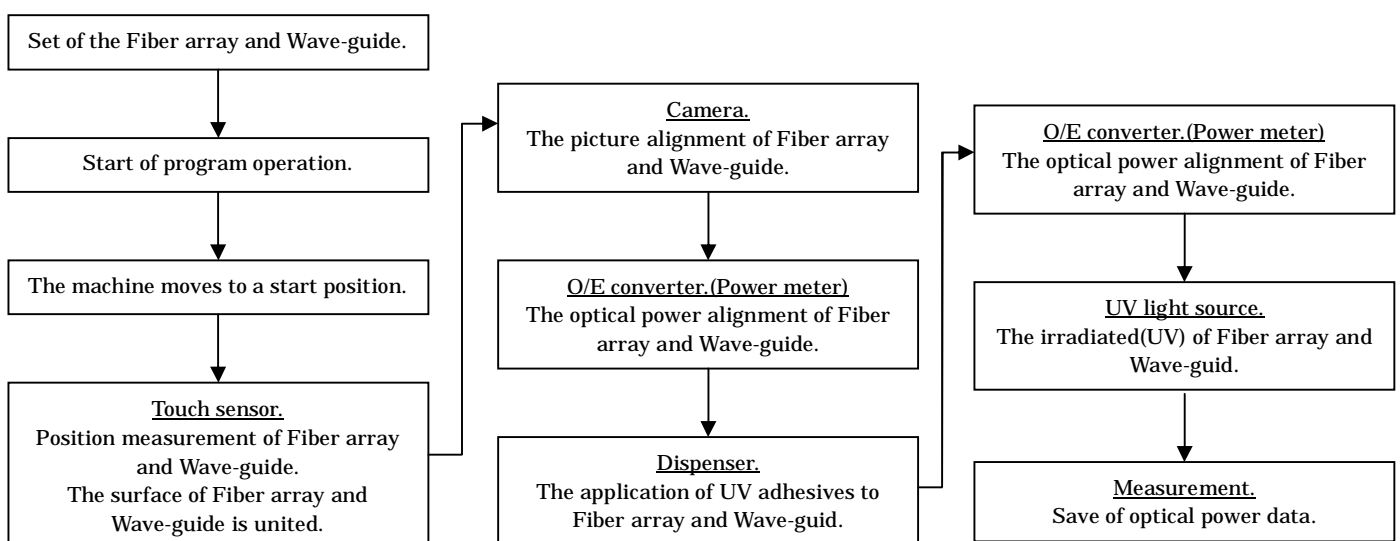 Set of the Fiber array and Wave-guide.
Start of program operation.
The machine moves to a start position.
Touch sensor.
Position measurement of Fiber array
and Wave-guide.
The surface of Fiber array and
Wave-guide is united.
Camera.
The picture alignment of Fiber array
and Wave-guide.
O/E converter.(Power meter)
The optical power alignment of Fiber
array and Wave-guide.
Dispenser.
The application of UV adhesives to
Fiber array and Wave-guid.
O/E converter.(Power meter)
The optical power alignment of Fiber
array and Wave-guide.
UV light source.
The irradiated(UV) of Fiber array and
Wave-guid.
Measurement.
Save of optical power data.